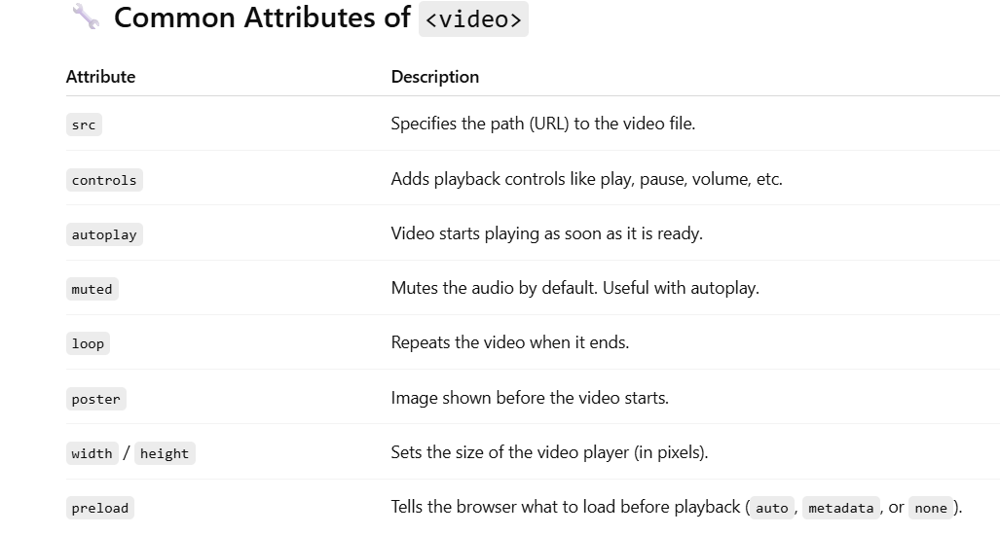 Common Attributes of <video>
Attribute Description
src Specifies the path (URL) to the video file.
controls Adds playback controls like play, pause, volume, etc.
autoplay Video starts playing as soon as it is ready.
muted Mutes the audio by default. Useful with autoplay.
loop Repeats the video when it ends.
poster Image shown before the video starts.
width / height Sets the size of the video player (in pixels).
preload Tells the browser what to load before playback (auto, metadata, or none).